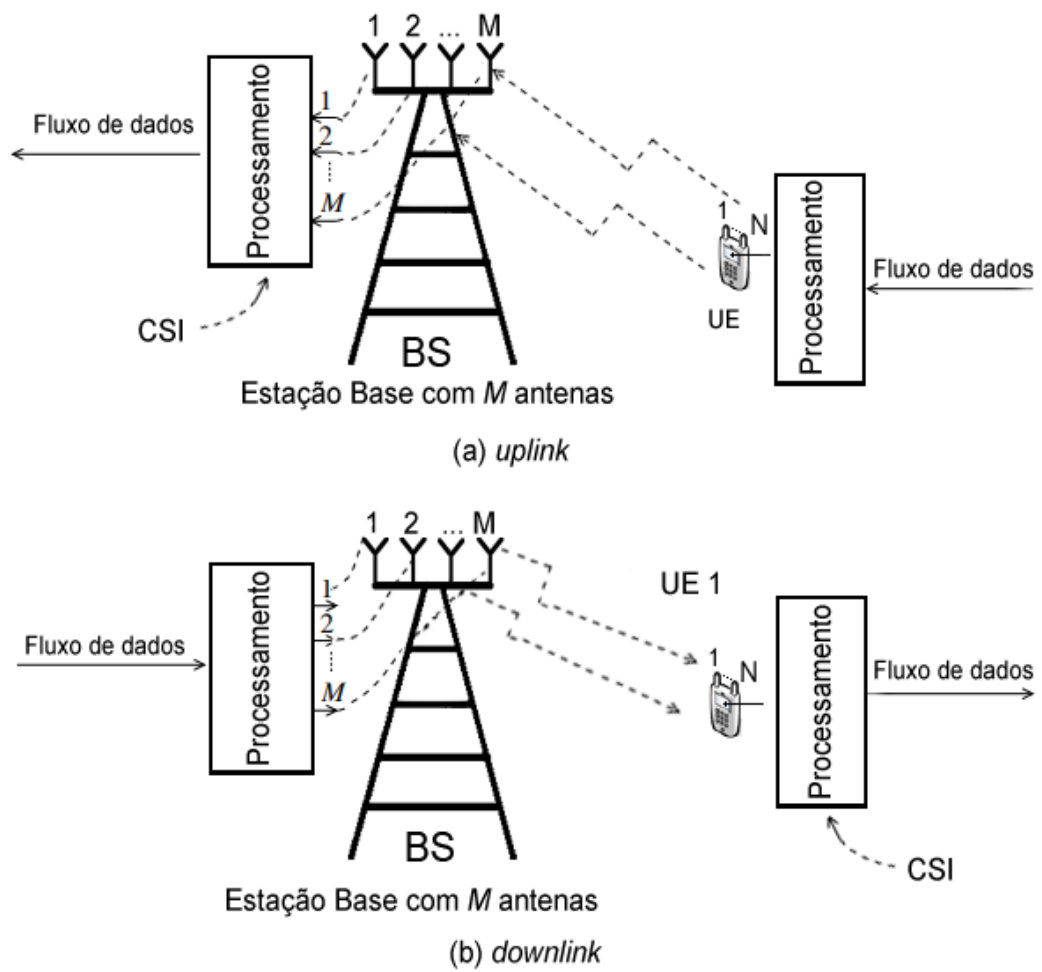 1 2 ... M
Processamento
Fluxo de dados
1
2
M
CSI
BS
1
N
UE
Processamento
Fluxo de dados
Estação Base com M antenas
(a) uplink
1 2 ... M
Processamento
Fluxo de dados
1
2
M
BS
UE 1
1
N
Processamento
Fluxo de dados
CSI
Estação Base com M antenas
(b) downlink